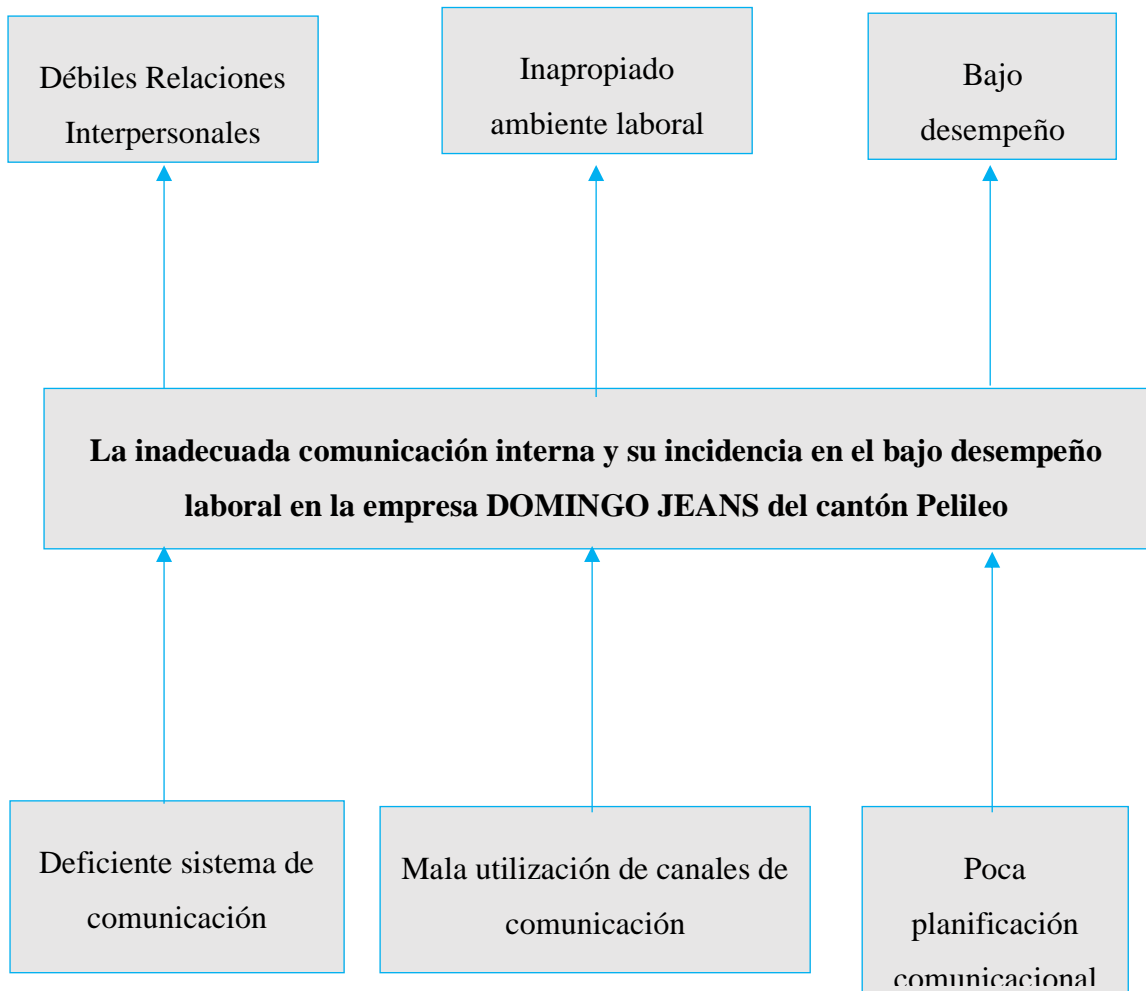 Débiles Relaciones
Interpersonales
Inapropiado
ambiente laboral
Bajo
desempeño
La inadecuada comunicación interna y su incidencia en el bajo desempeño
laboral en la empresa DOMINGO JEANS del cantón Pelileo
Deficiente sistema de
comunicación
Mala utilización de canales de
comunicación
Poca
planificación
comunicacional